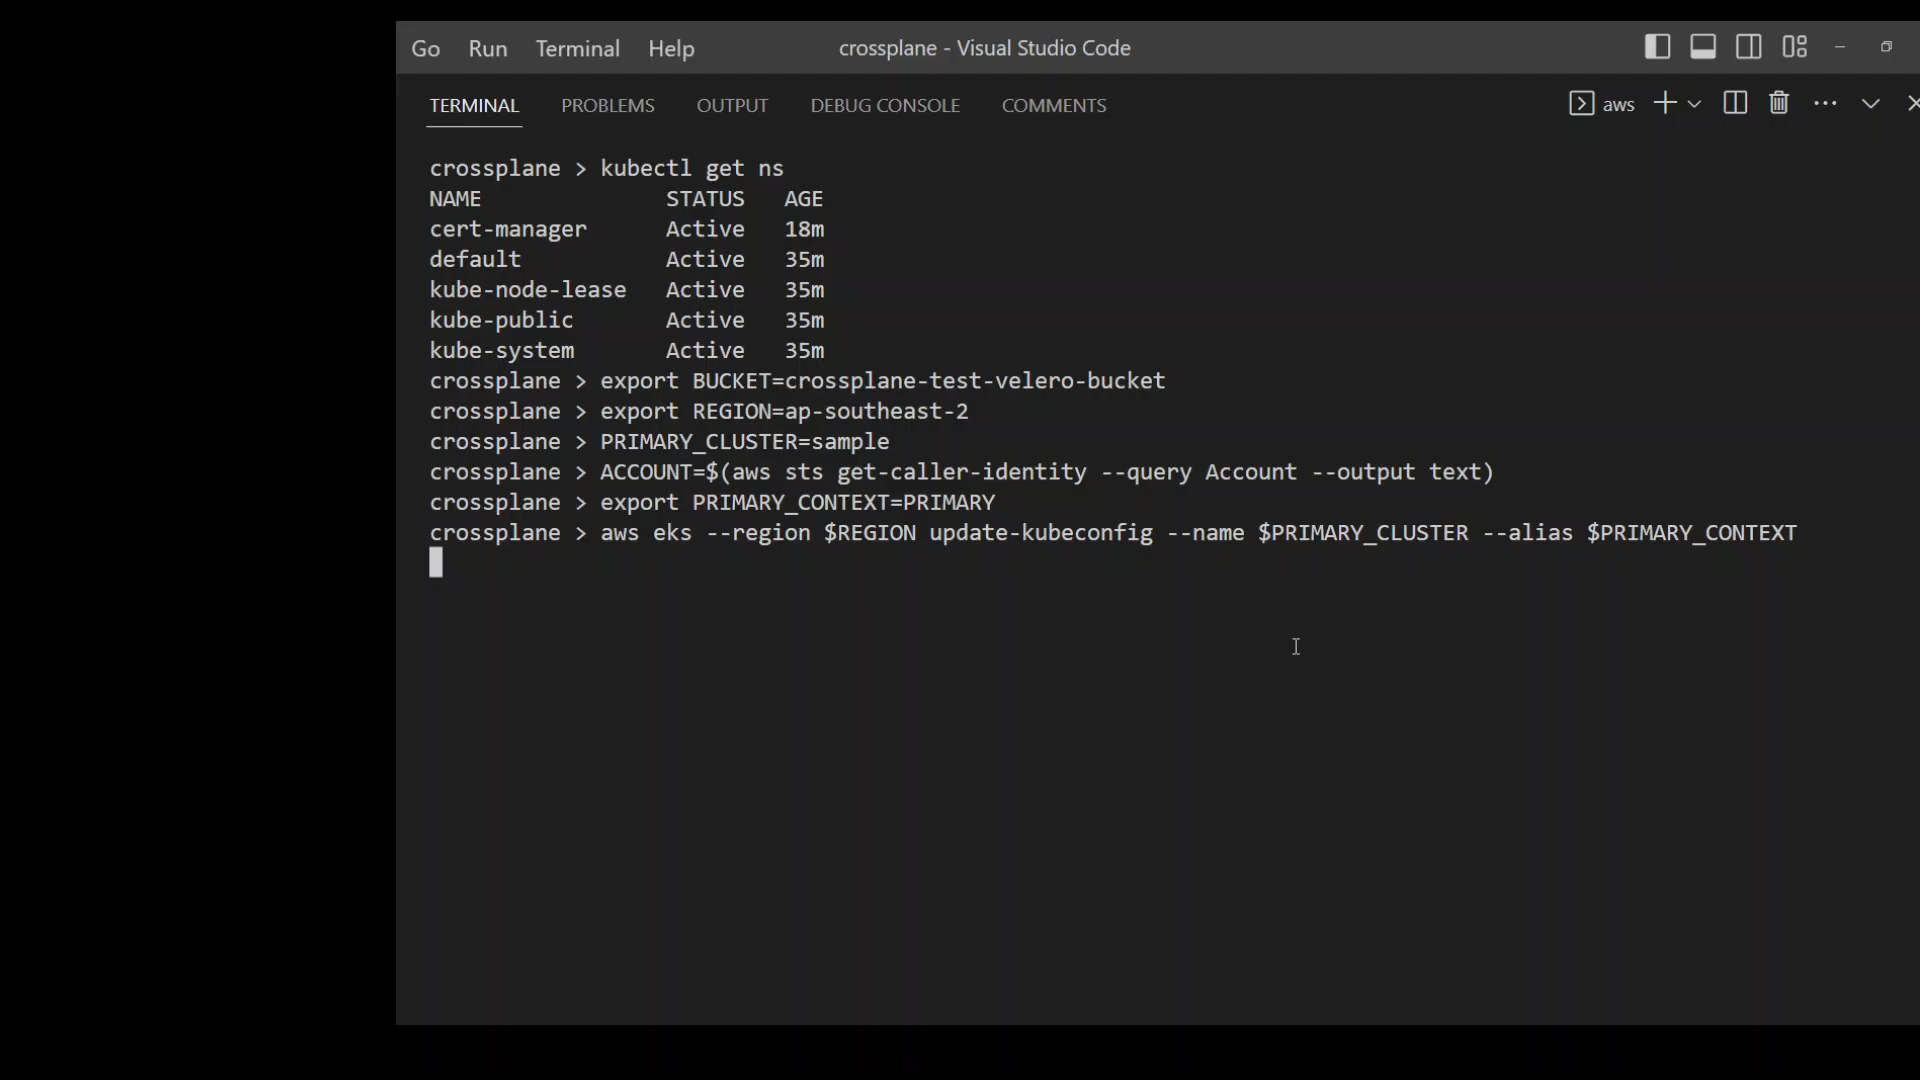 Go Run Terminal Help crossplane - Visual Studio Code
TERMINAL PROBLEMS OUTPUT DEBUG CONSOLE COMMENTS aws
crossplane > kubectl get ns
NAME STATUS AGE
cert-manager Active 18m
default Active 35m
kube-node-lease Active 35m
kube-public Active 35m
kube-system Active 35m
crossplane > export BUCKET=crossplane-test-velero-bucket
crossplane > export REGION=ap-southeast-2
crossplane > PRIMARY_CLUSTER=sample
crossplane > ACCOUNT=$(aws sts get-caller-identity --query Account --output text)
crossplane > export PRIMARY_CONTEXT=PRIMARY
crossplane > aws eks --region $REGION update-kubeconfig --name $PRIMARY_CLUSTER --alias $PRIMARY_CONTEXT